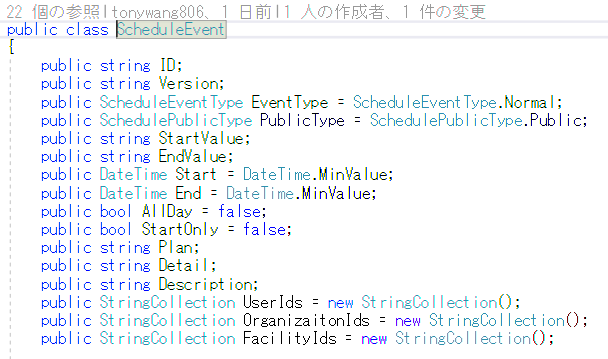 22 個の参照|tonywang806、1 日前|1 人の作成者、1 件の変更
public class ScheduleEvent
{
public string ID;
public string Version;
public ScheduleEventType EventType = ScheduleEventType.Normal;
public SchedulePublicType PublicType = SchedulePublicType.Public;
public string StartValue;
public string EndValue;
public DateTime Start = DateTime.MinValue;
public DateTime End = DateTime.MinValue;
public bool AllDay = false;
public bool StartOnly = false;
public string Plan;
public string Detail;
public string Description;
public StringCollection UserIds = new StringCollection();
public StringCollection OrganizaitonIds = new StringCollection();
public StringCollection FacilityIds = new StringCollection();